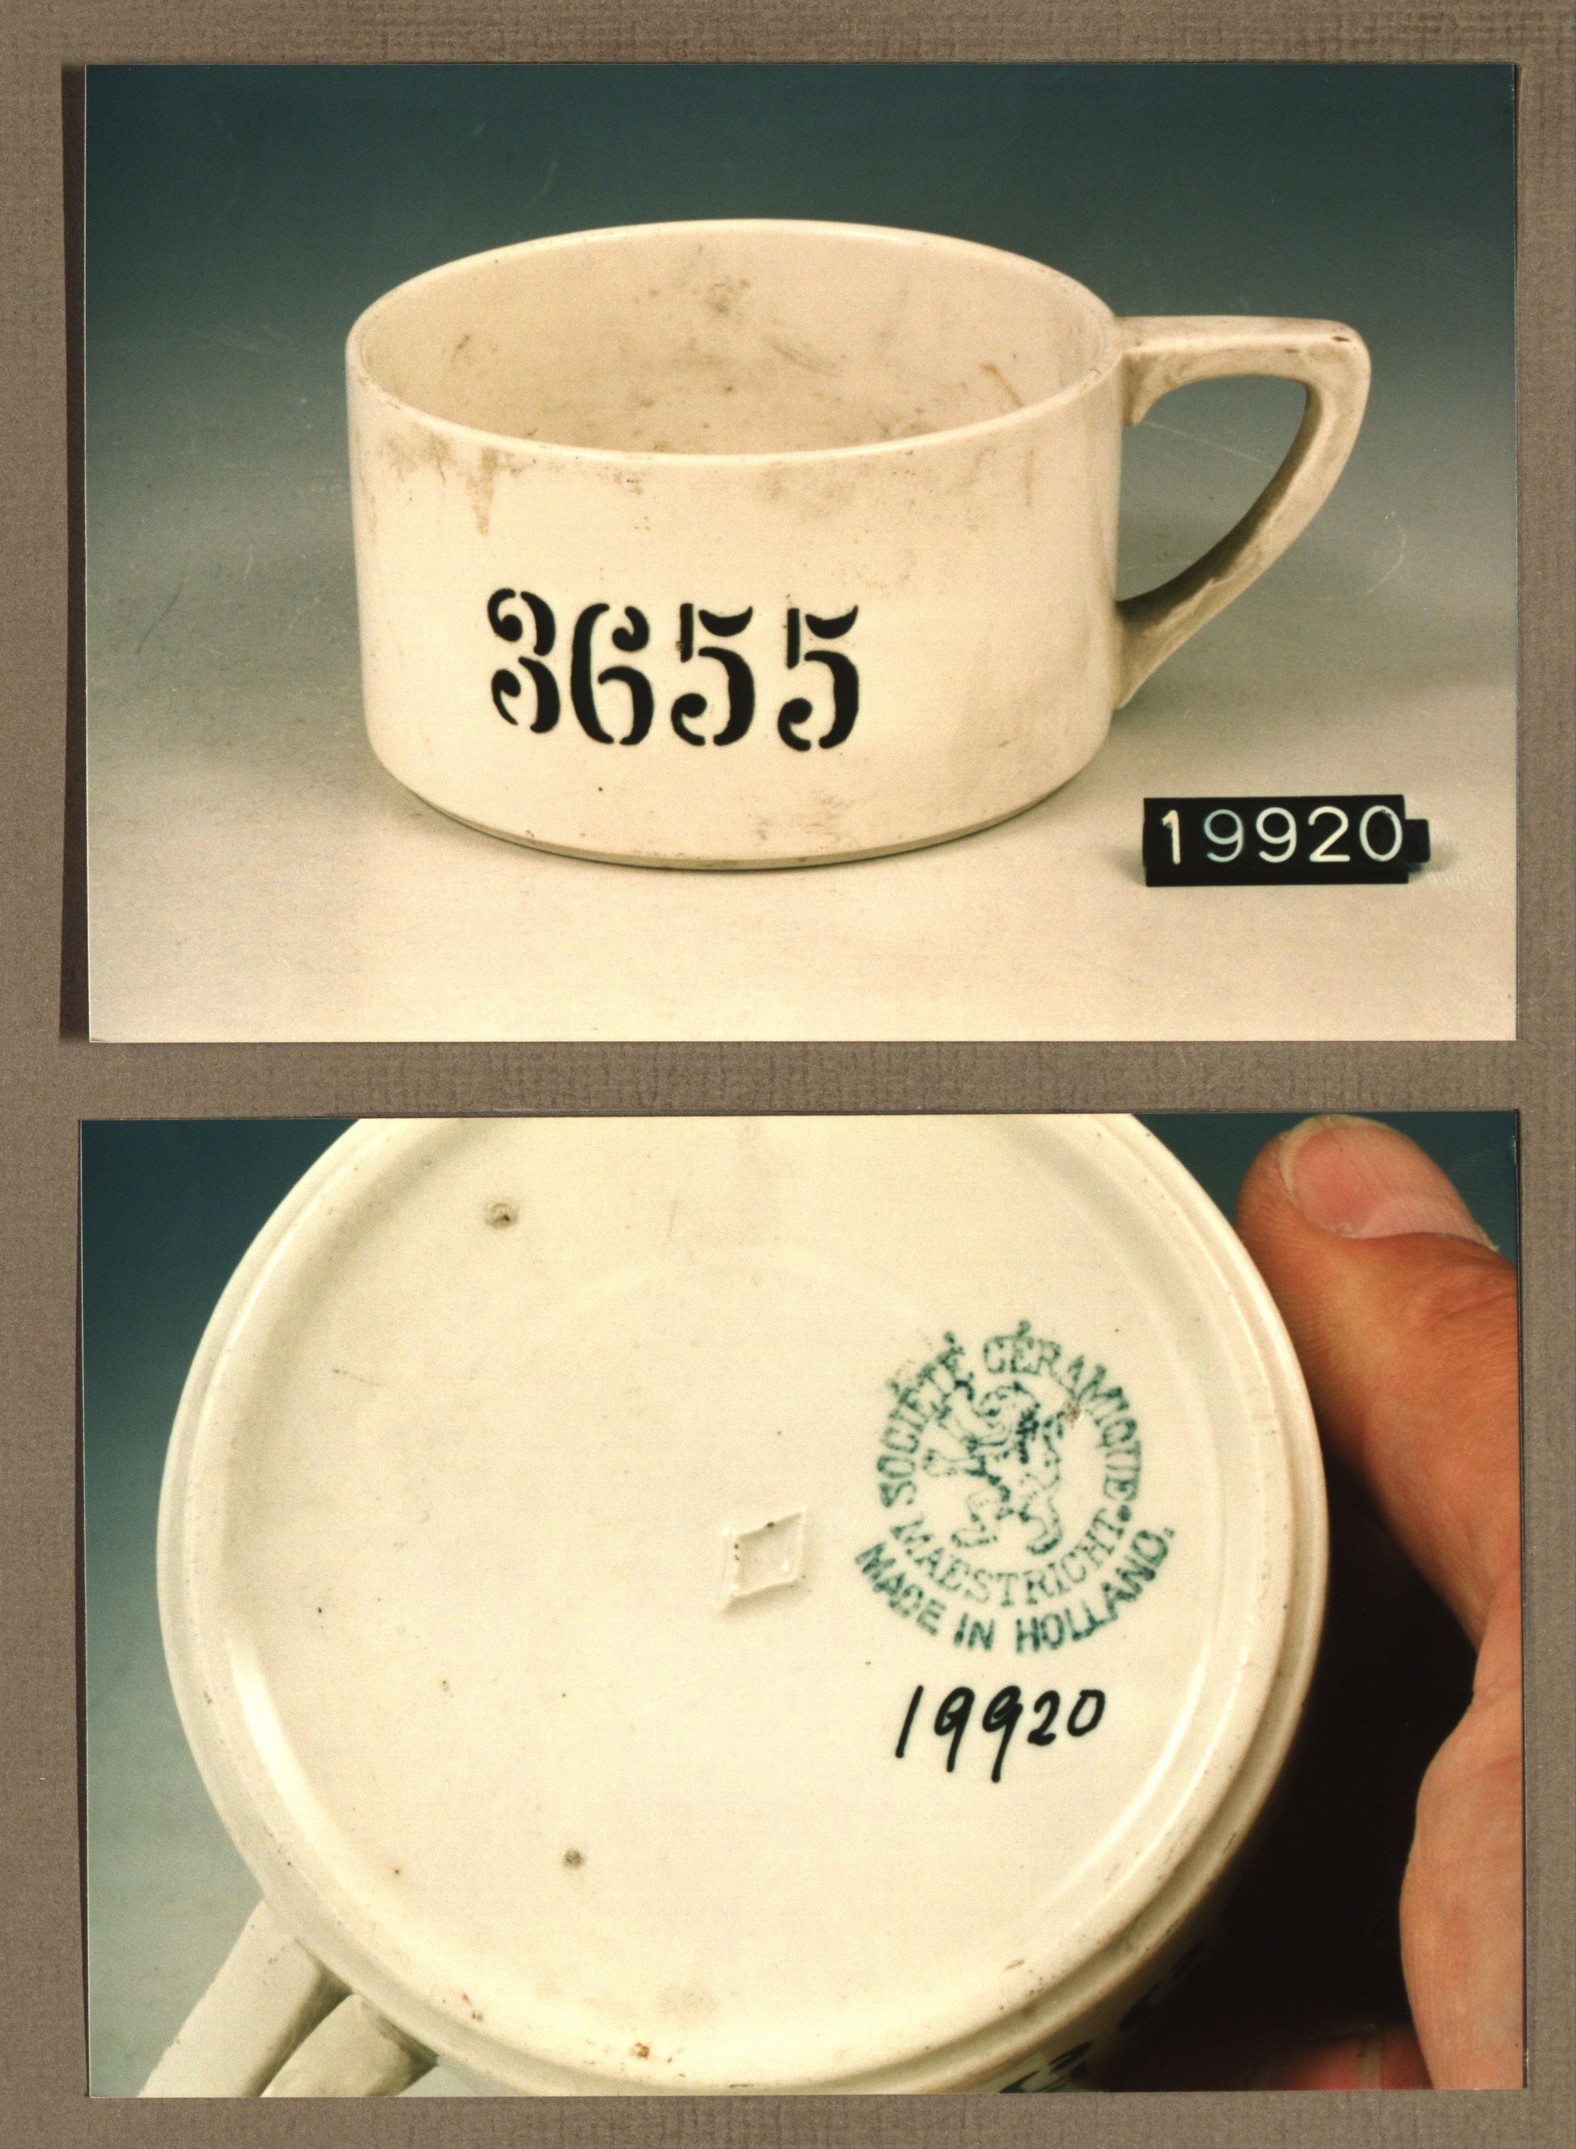 3655
19920
SOCIÉTÉ CÉRAMIQUE.
MAESTRICHT
MADE IN HOLLAND.
19920